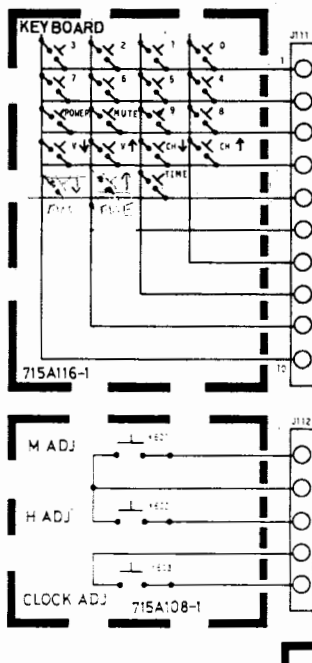 KEYBOARD
J111
3 2 1 0
1
7 6 5 4
POWER MUTE 9 8
V↓ V↑ CH↓ CH↑
TIME
10
715A116-1
J112
M ADJ
H ADJ
CLOCK ADJ
715A108-1